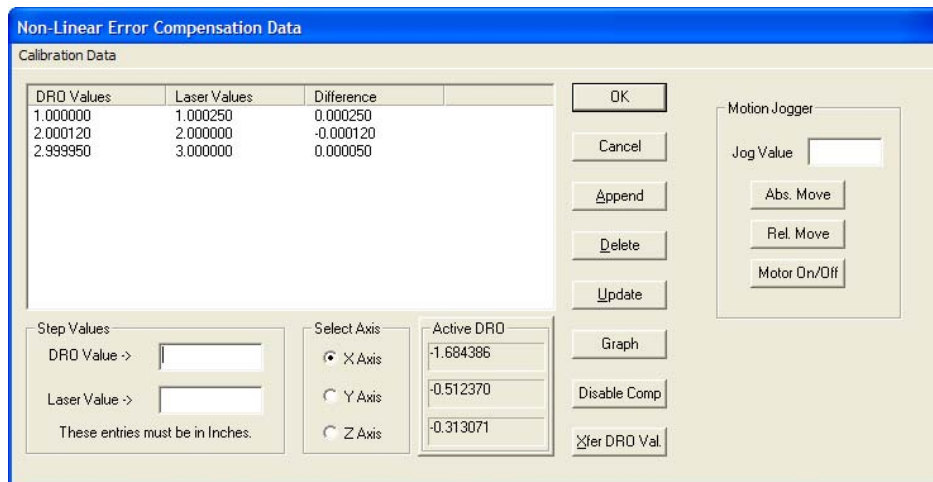 Non-Linear Error Compensation Data
Calibration Data
DRO Values Laser Values Difference
1.000000 1.000250 0.000250
2.000120 2.000000 -0.000120
2.999950 3.000000 0.000050
OK
Cancel
Append
Delete
Update
Graph
Disable Comp
Xfer DRO Val.
Motion Jogger
Jog Value
Abs. Move
Rel. Move
Motor On/Off
Step Values
DRO Value ->
Laser Value ->
These entries must be in Inches.
Select Axis
X Axis
Y Axis
Z Axis
Active DRO
-1.684386
-0.512370
-0.313071